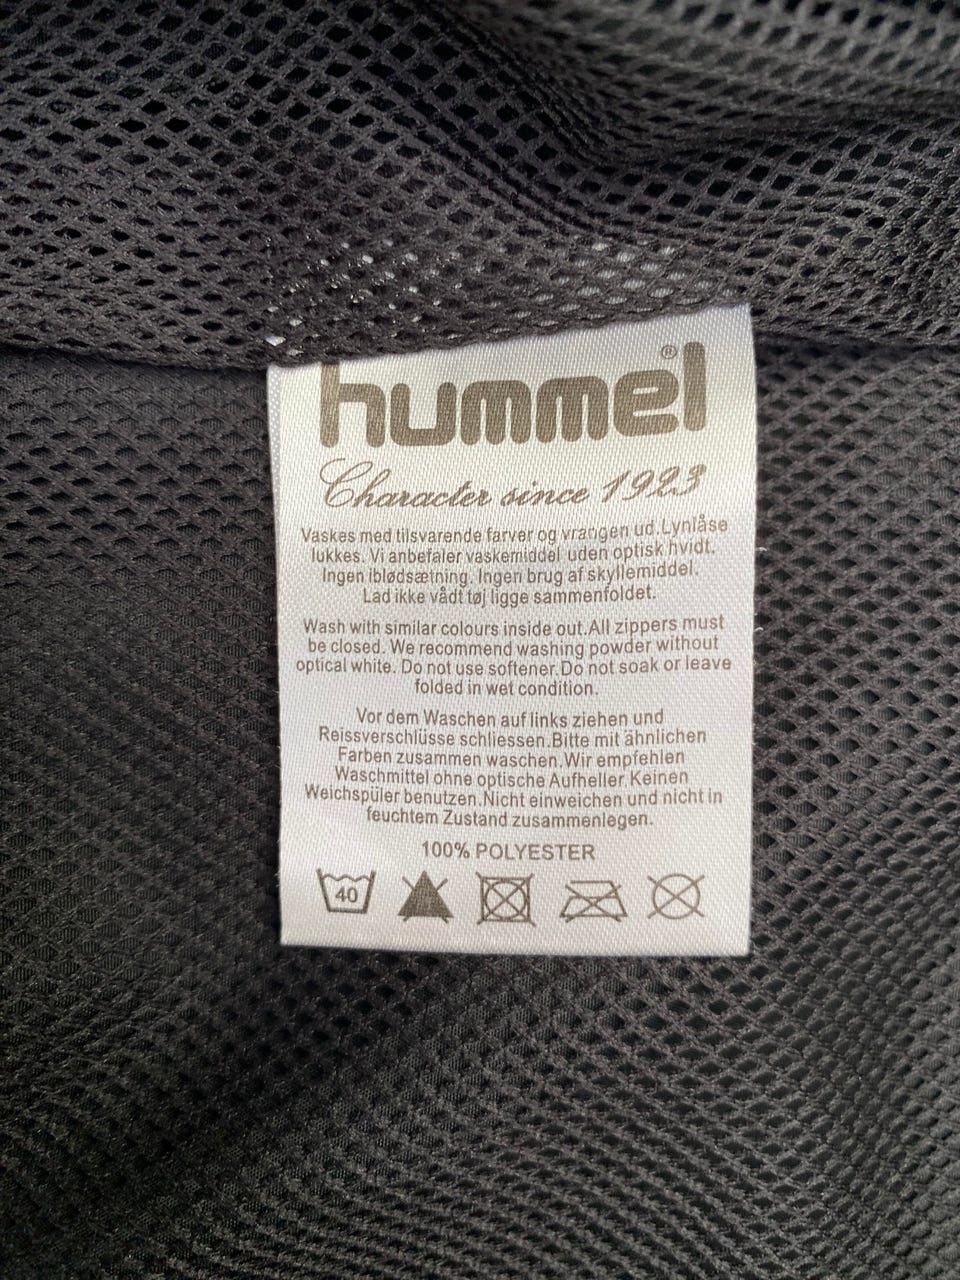 hummel®
Character since 1923
Vaskes med tilsvarende farver og vrangen ud.Lynlåse
lukkes. Vi anbefaler vaskemiddel uden optisk hvidt.
Ingen iblødsætning. Ingen brug af skyllemiddel.
Lad ikke vådt tøj ligge sammenfoldet.
Wash with similar colours inside out.All zippers must
be closed. We recommend washing powder without
optical white. Do not use softener.Do not soak or leave
folded in wet condition.
Vor dem Waschen auf links ziehen und
Reissverschlüsse schliessen.Bitte mit ähnlichen
Farben zusammen waschen.Wir empfehlen
Waschmittel ohne optische Aufheller Keinen
Weichspüler benutzen.Nicht einweichen und nicht in
feuchtem Zustand zusammenlegen.
100% POLYESTER
40